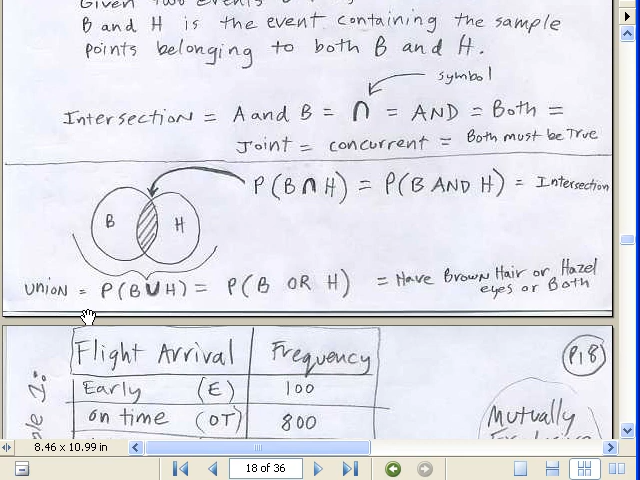 B and H is the event containing the sample
points belonging to both B and H.
symbol
Intersection = A and B = ∩ = AND = Both =
Joint = concurrent = Both must be True
P(B∩H) = P(B AND H) = Intersection
B
H
Union = P(B∪H) = P(B OR H) = Have Brown Hair or Hazel
eyes or Both
Flight Arrival Frequency
P18
Early (E) 100
on time (OT) 800
Mutually
8.46 x 10.99 in
18 of 36